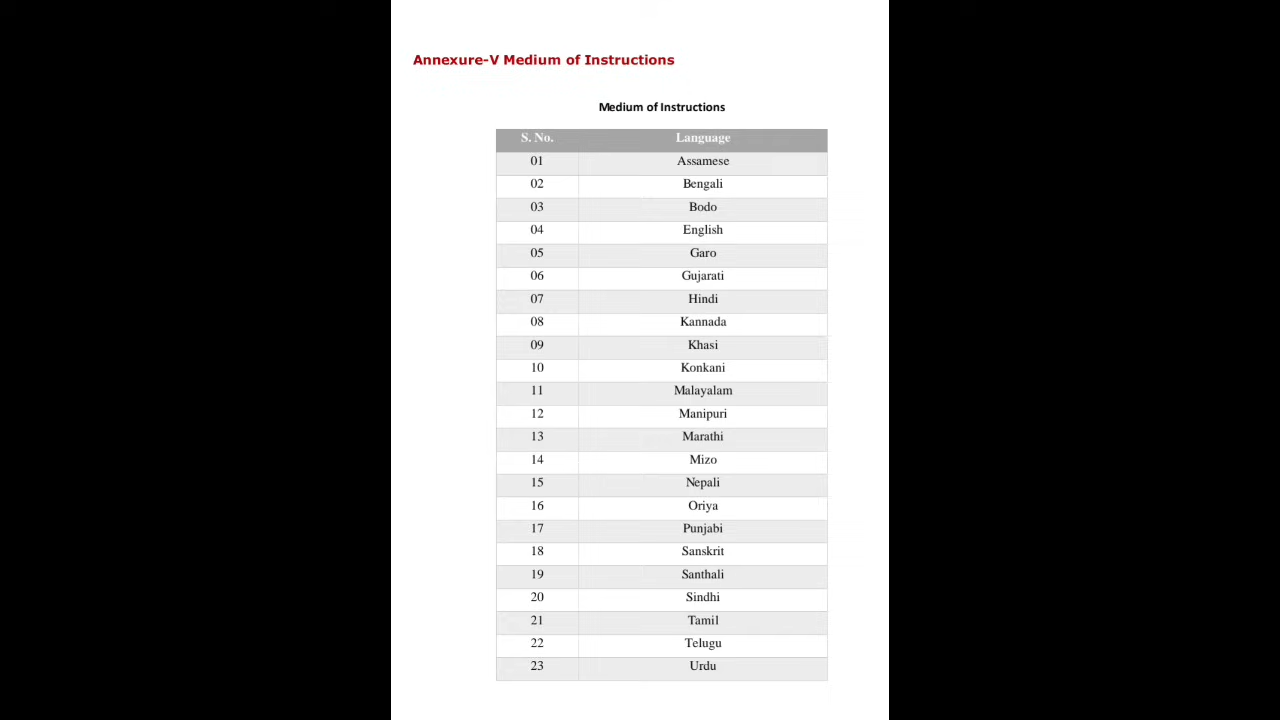 Annexure-V Medium of Instructions
Medium of Instructions
S. No. Language
01 Assamese
02 Bengali
03 Bodo
04 English
05 Garo
06 Gujarati
07 Hindi
08 Kannada
09 Khasi
10 Konkani
11 Malayalam
12 Manipuri
13 Marathi
14 Mizo
15 Nepali
16 Oriya
17 Punjabi
18 Sanskrit
19 Santhali
20 Sindhi
21 Tamil
22 Telugu
23 Urdu